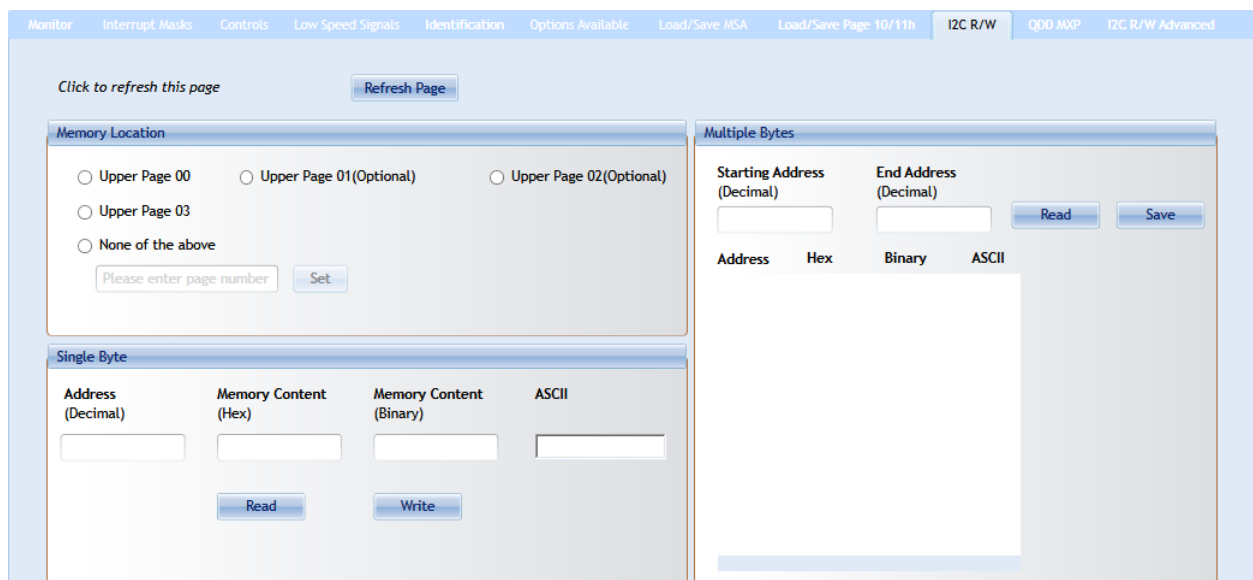 Monitor Interrupt Masks Controls Low Speed Signals Identification Options Available Load/Save MSA Load/Save Page 10/11h I2C R/W QDD MXP I2C R/W Advanced
Click to refresh this page Refresh Page
Memory Location
Upper Page 00 Upper Page 01(Optional) Upper Page 02(Optional)
Upper Page 03
None of the above
Please enter page number Set
Single Byte
Address Memory Content Memory Content ASCII
(Decimal) (Hex) (Binary)
Read Write
Multiple Bytes
Starting Address End Address
(Decimal) (Decimal)
Read Save
Address Hex Binary ASCII